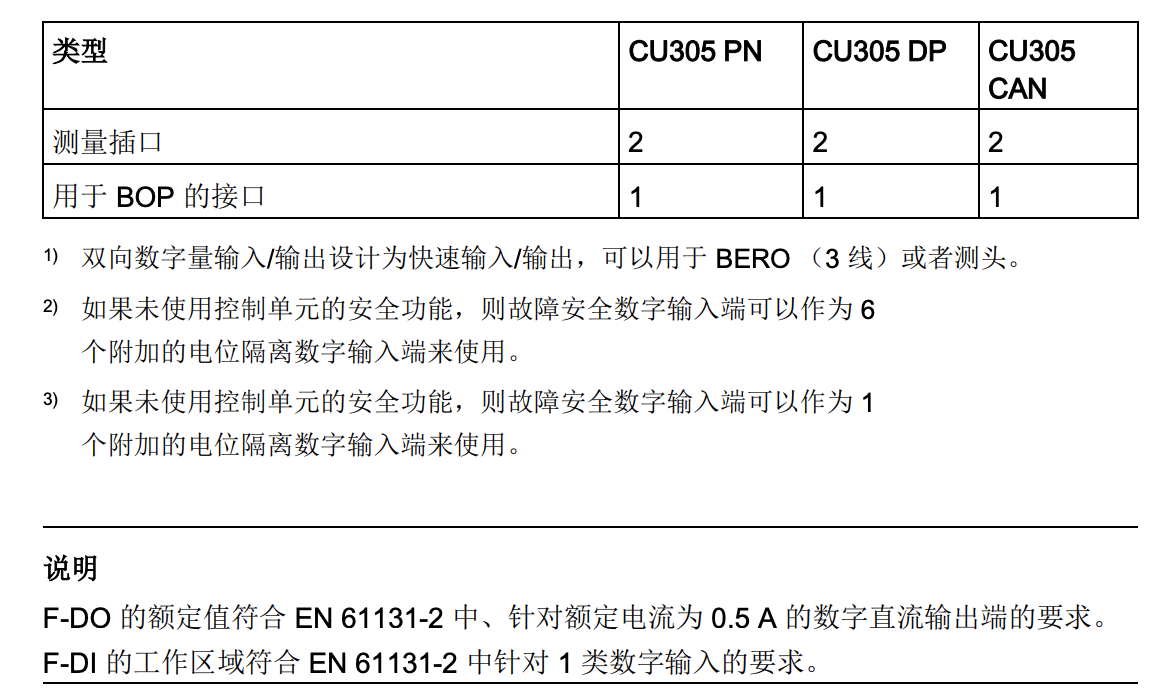 类型 CU305 PN CU305 DP CU305
CAN
测量插口 2 2 2
用于 BOP 的接口 1 1 1
1) 双向数字量输入/输出设计为快速输入/输出，可以用于 BERO （3 线）或者测头。
2) 如果未使用控制单元的安全功能，则故障安全数字输入端可以作为 6
个附加的电位隔离数字输入端来使用。
3) 如果未使用控制单元的安全功能，则故障安全数字输入端可以作为 1
个附加的电位隔离数字输入端来使用。
说明
F-DO 的额定值符合 EN 61131-2 中、针对额定电流为 0.5 A 的数字直流输出端的要求。
F-DI 的工作区域符合 EN 61131-2 中针对 1 类数字输入的要求。